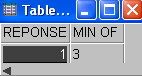 Table...
REPONSE MIN OF
1 3